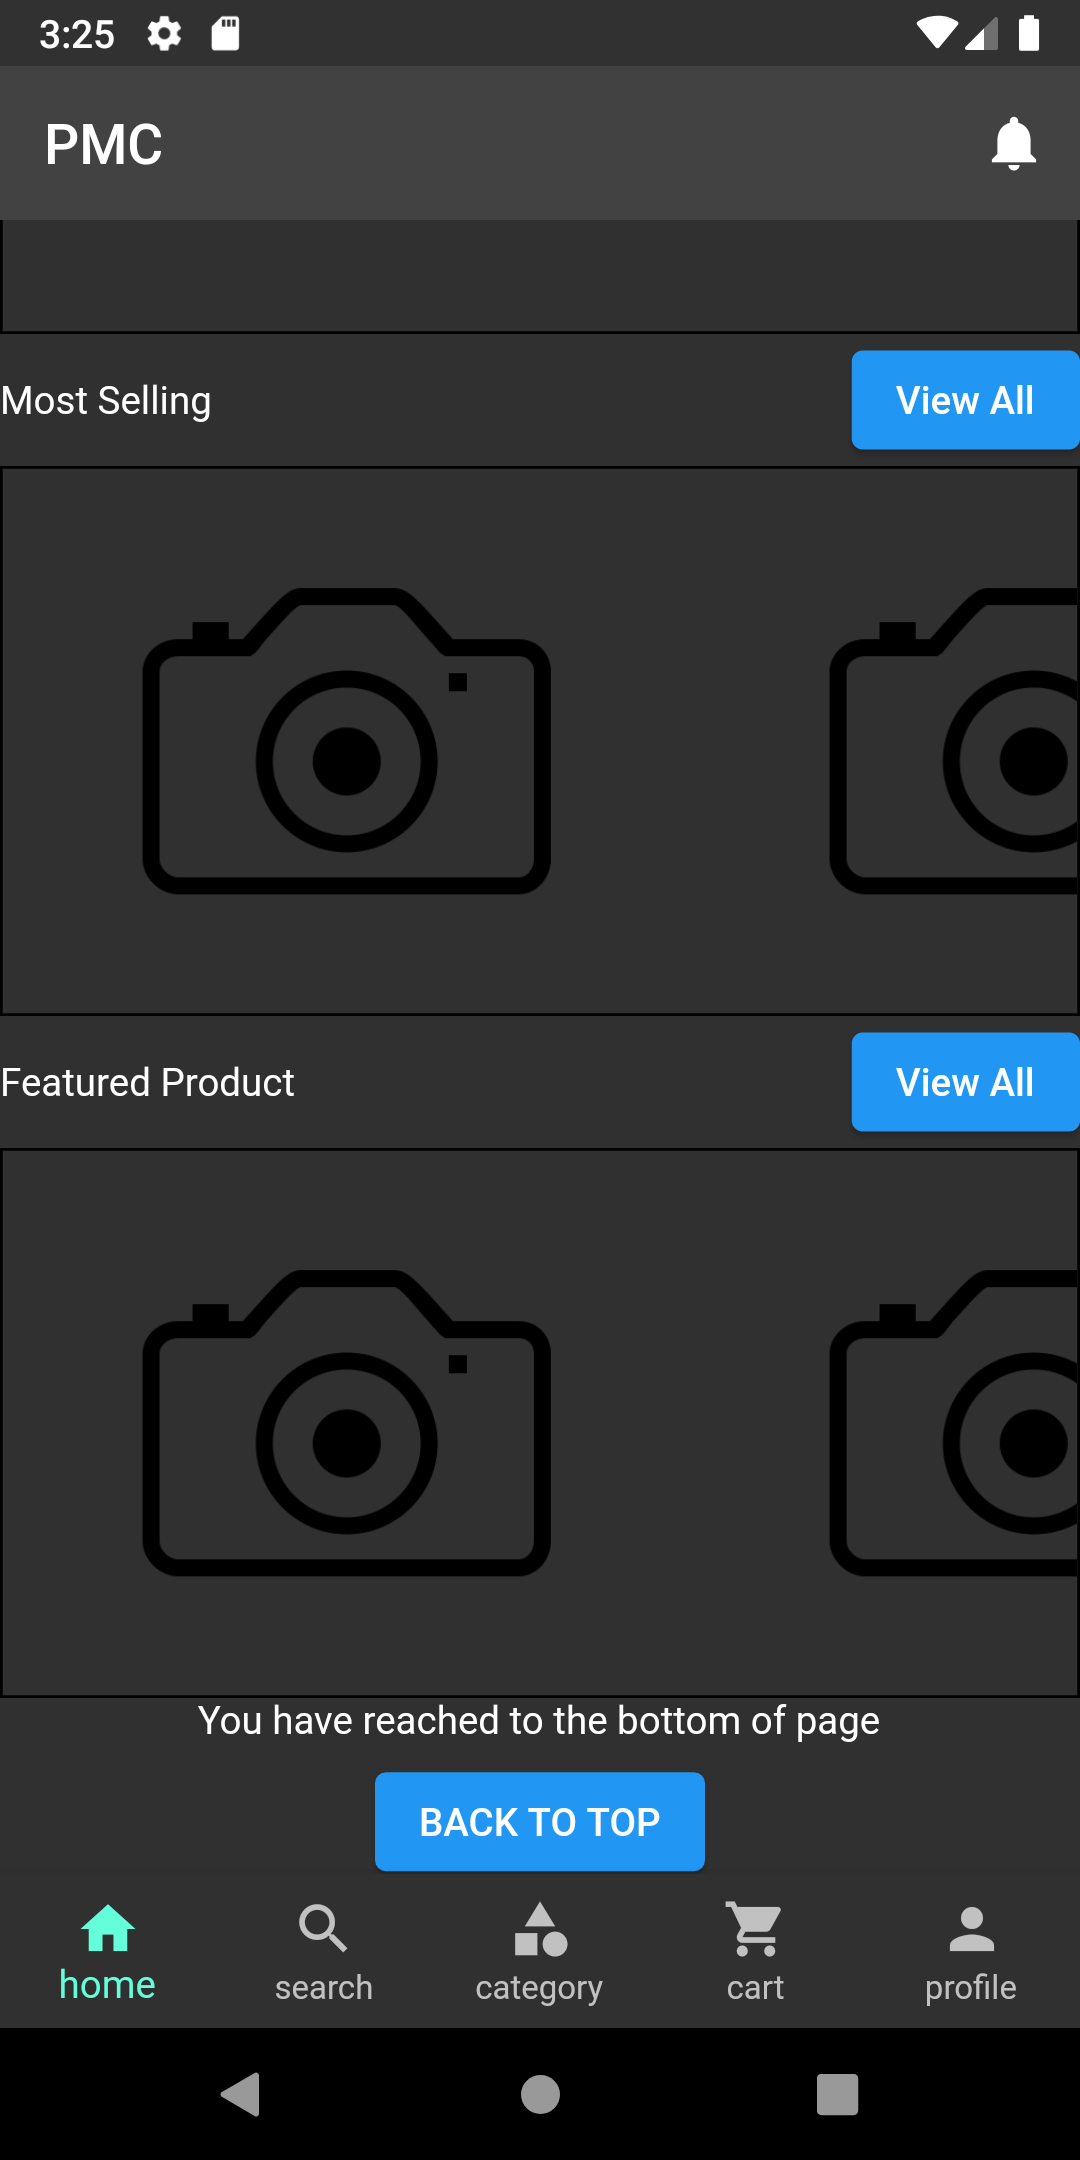 3:25
PMC
Most Selling
View All
Featured Product
View All
You have reached to the bottom of page
BACK TO TOP
home
search
category
cart
profile